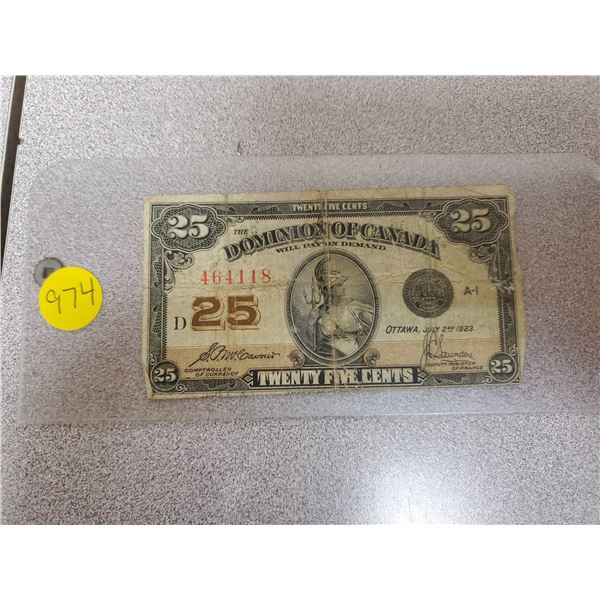 974
TWENTY FIVE CENTS
25
25
THE
DOMINION OF CANADA
WILL PAY ON DEMAND
464118
A-1
D 25
OTTAWA, JULY 2ND 1923.
COMPTROLLER
OF CURRENCY
DEPUTY MINISTER
OF FINANCE
25
TWENTY FIVE CENTS
25